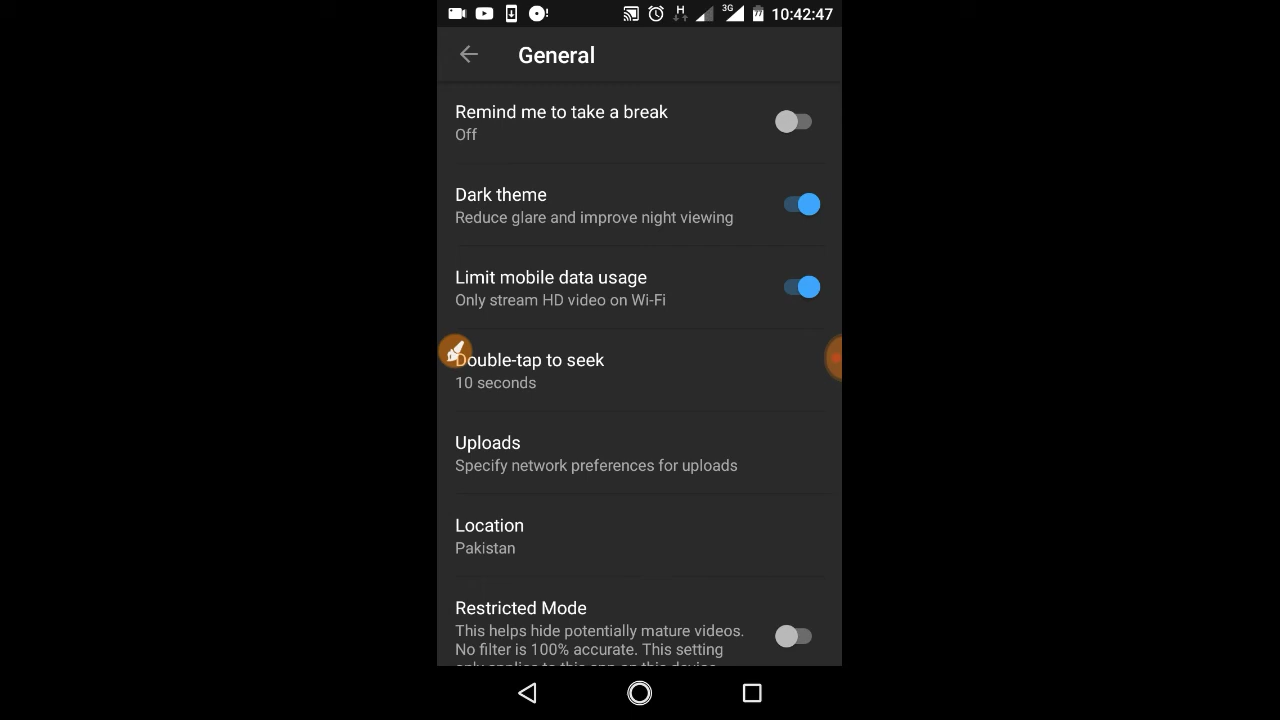 H 3G 77 10:42:47
General
Remind me to take a break
Off
Dark theme
Reduce glare and improve night viewing
Limit mobile data usage
Only stream HD video on Wi-Fi
Double-tap to seek
10 seconds
Uploads
Specify network preferences for uploads
Location
Pakistan
Restricted Mode
This helps hide potentially mature videos.
No filter is 100% accurate. This setting
only applies to this app on this device